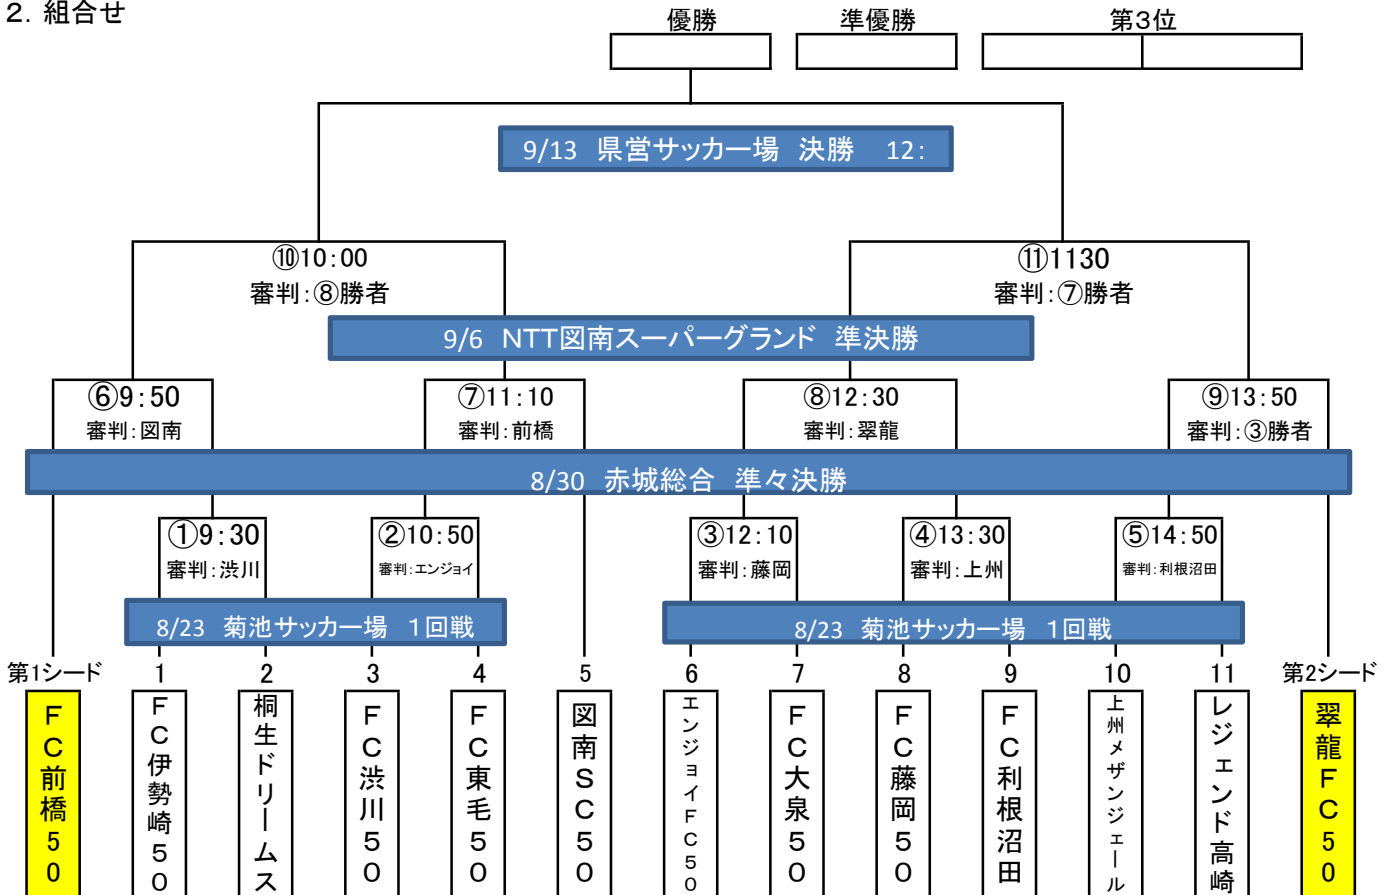 ２．組合せ
優勝　準優勝　第３位
9/13　県営サッカー場　決勝　12：
⑩10：00　⑪1130
審判：⑧勝者　審判：⑦勝者
9/6　ＮＴＴ図南スーパーグランド　準決勝
⑥9：50　⑦11：10　⑧12：30　⑨13：50
審判：図南　審判：前橋　審判：翠龍　審判：③勝者
8/30　赤城総合　準々決勝
①9：30　②10：50　③12：10　④13：30　⑤14：50
審判：渋川　審判：エンジョイ　審判：藤岡　審判：上州　審判：利根沼田
8/23　菊池サッカー場　１回戦　8/23　菊池サッカー場　１回戦
第1シード　1　2　3　4　5　6　7　8　9　10　11　第2シード
ＦＣ前橋５０
ＦＣ伊勢崎５０
桐生ドリームス
ＦＣ渋川５０
ＦＣ東毛５０
図南ＳＣ５０
エンジョイＦＣ５０
ＦＣ大泉５０
ＦＣ藤岡５０
ＦＣ利根沼田
上州メザンジェール
レジェンド高崎
翠龍ＦＣ５０